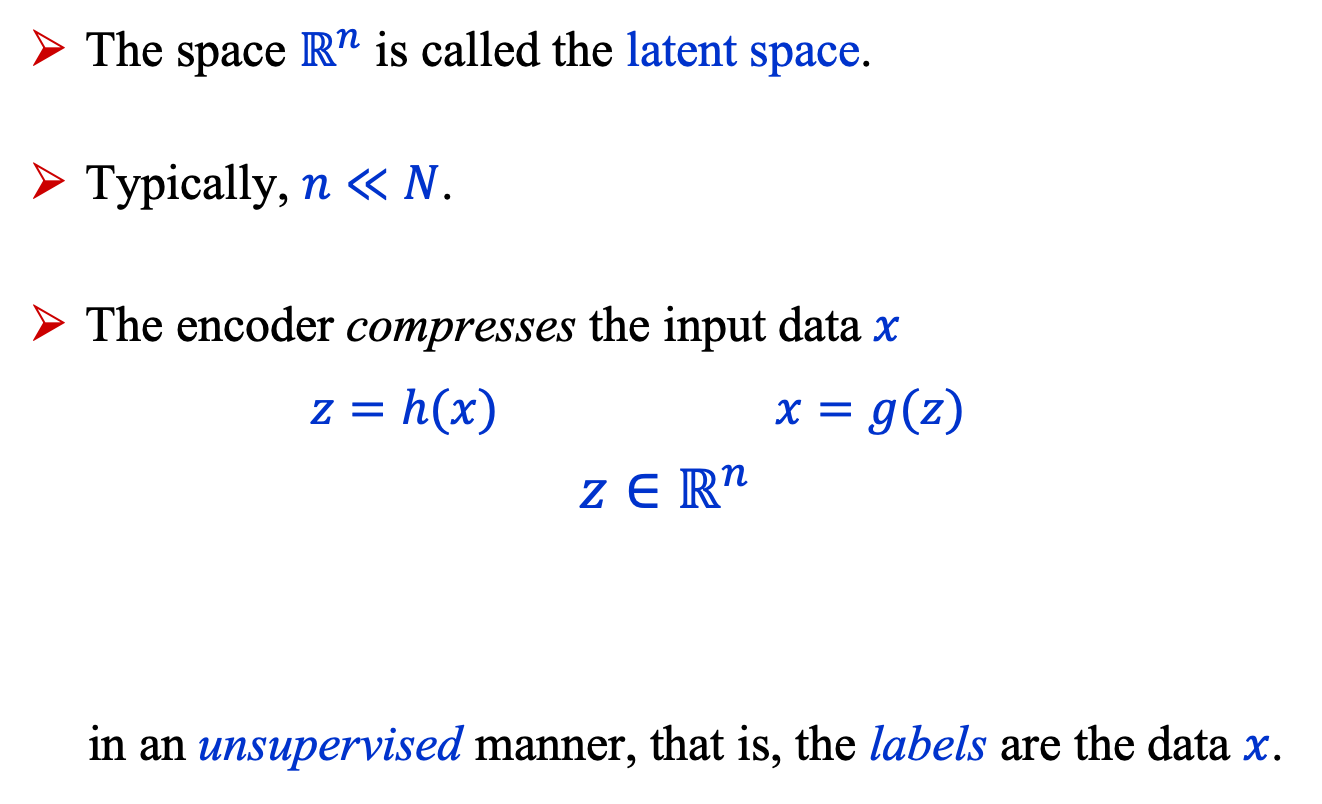 ➢ The space ℝⁿ is called the latent space.
➢ Typically, n ≪ N.
➢ The encoder compresses the input data x
z = h(x) x = g(z)
z ∈ ℝⁿ
in an unsupervised manner, that is, the labels are the data x.